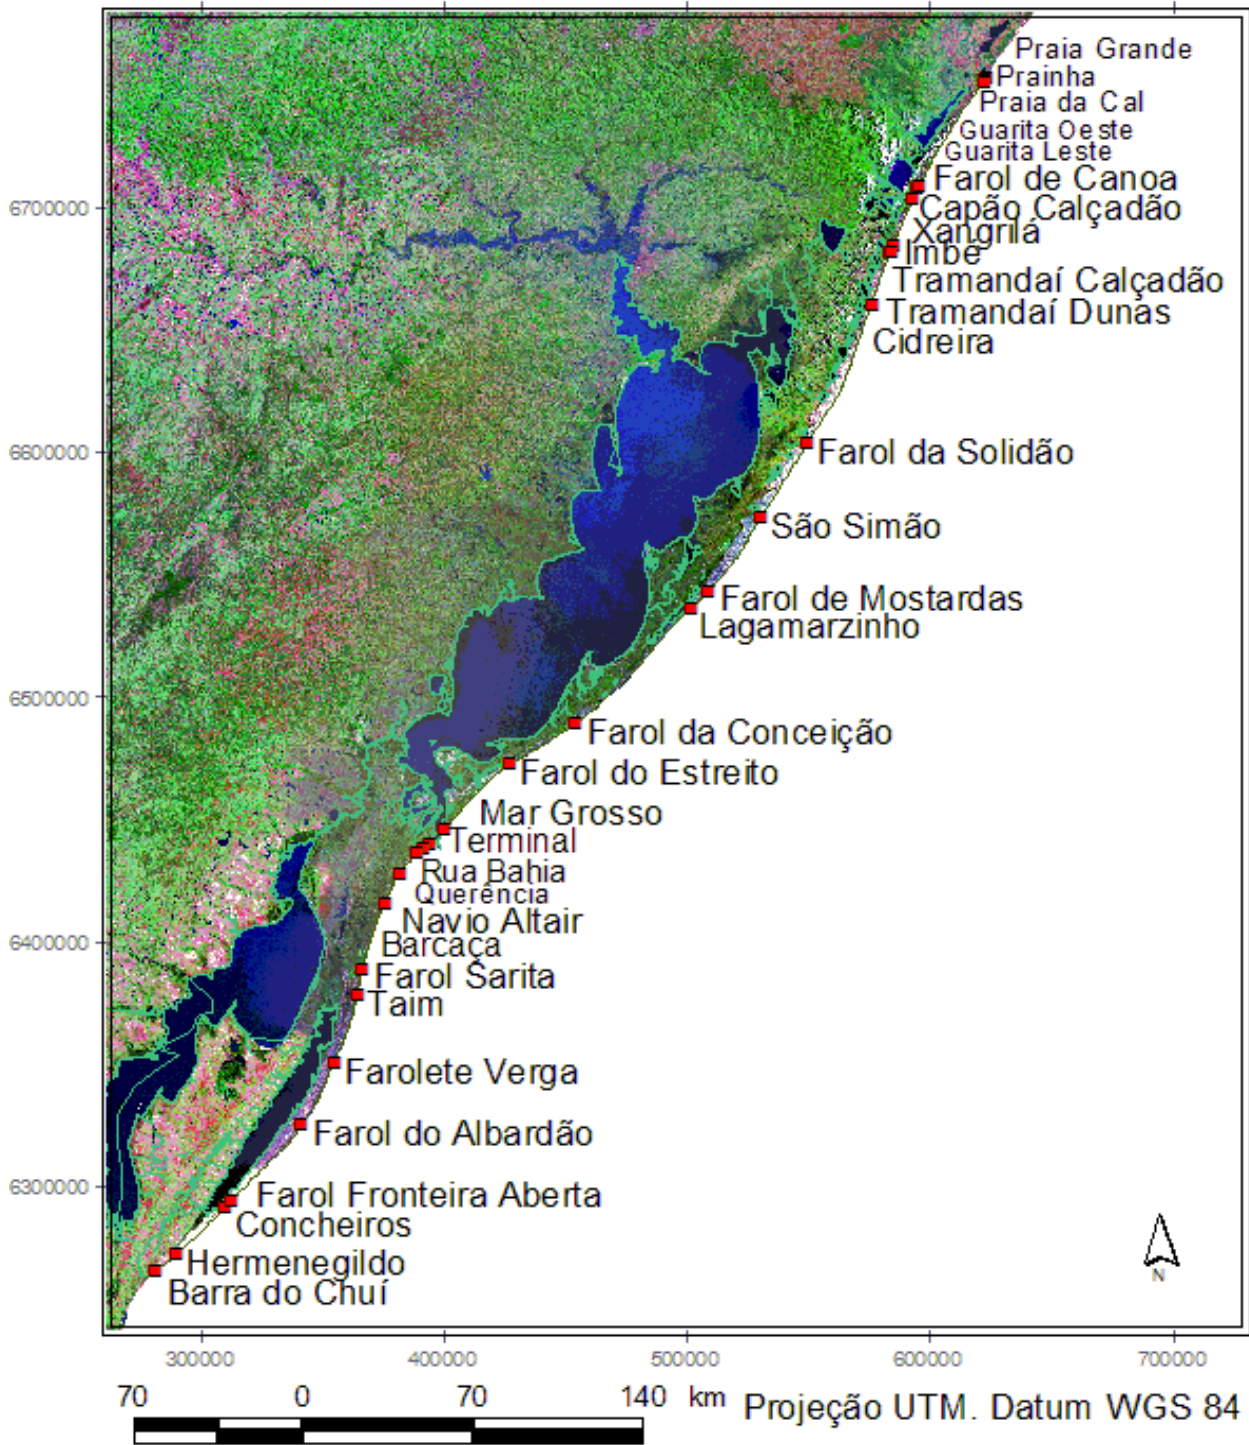 Praia Grande
Prainha
Praia da Cal
Guarita Oeste
Guarita Leste
Farol de Canoa
6700000
Capão Calçadão
Xangrilá
Imbé
Tramandaí Calçadão
Tramandaí Dunas
Cidreira
6600000
Farol da Solidão
São Simão
Farol de Mostardas
Lagamarzinho
6500000
Farol da Conceição
Farol do Estreito
Mar Grosso
Terminal
Rua Bahia
Querência
Navio Altair
6400000
Barcaça
Farol Sarita
Taim
Farolete Verga
Farol do Albardão
6300000
Farol Fronteira Aberta
Concheiros
Hermenegildo
Barra do Chuí
N
300000 400000 500000 600000 700000
70 0 70 140 km
Projeção UTM. Datum WGS 84